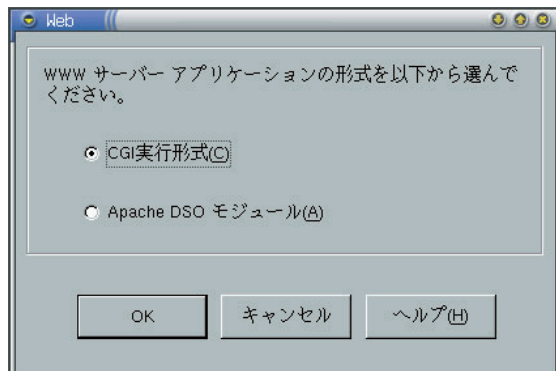 Web
WWW サーバー アプリケーションの形式を以下から選んで
ください。
CGI実行形式(C)
Apache DSO モジュール(A)
OK
キャンセル
ヘルプ(H)